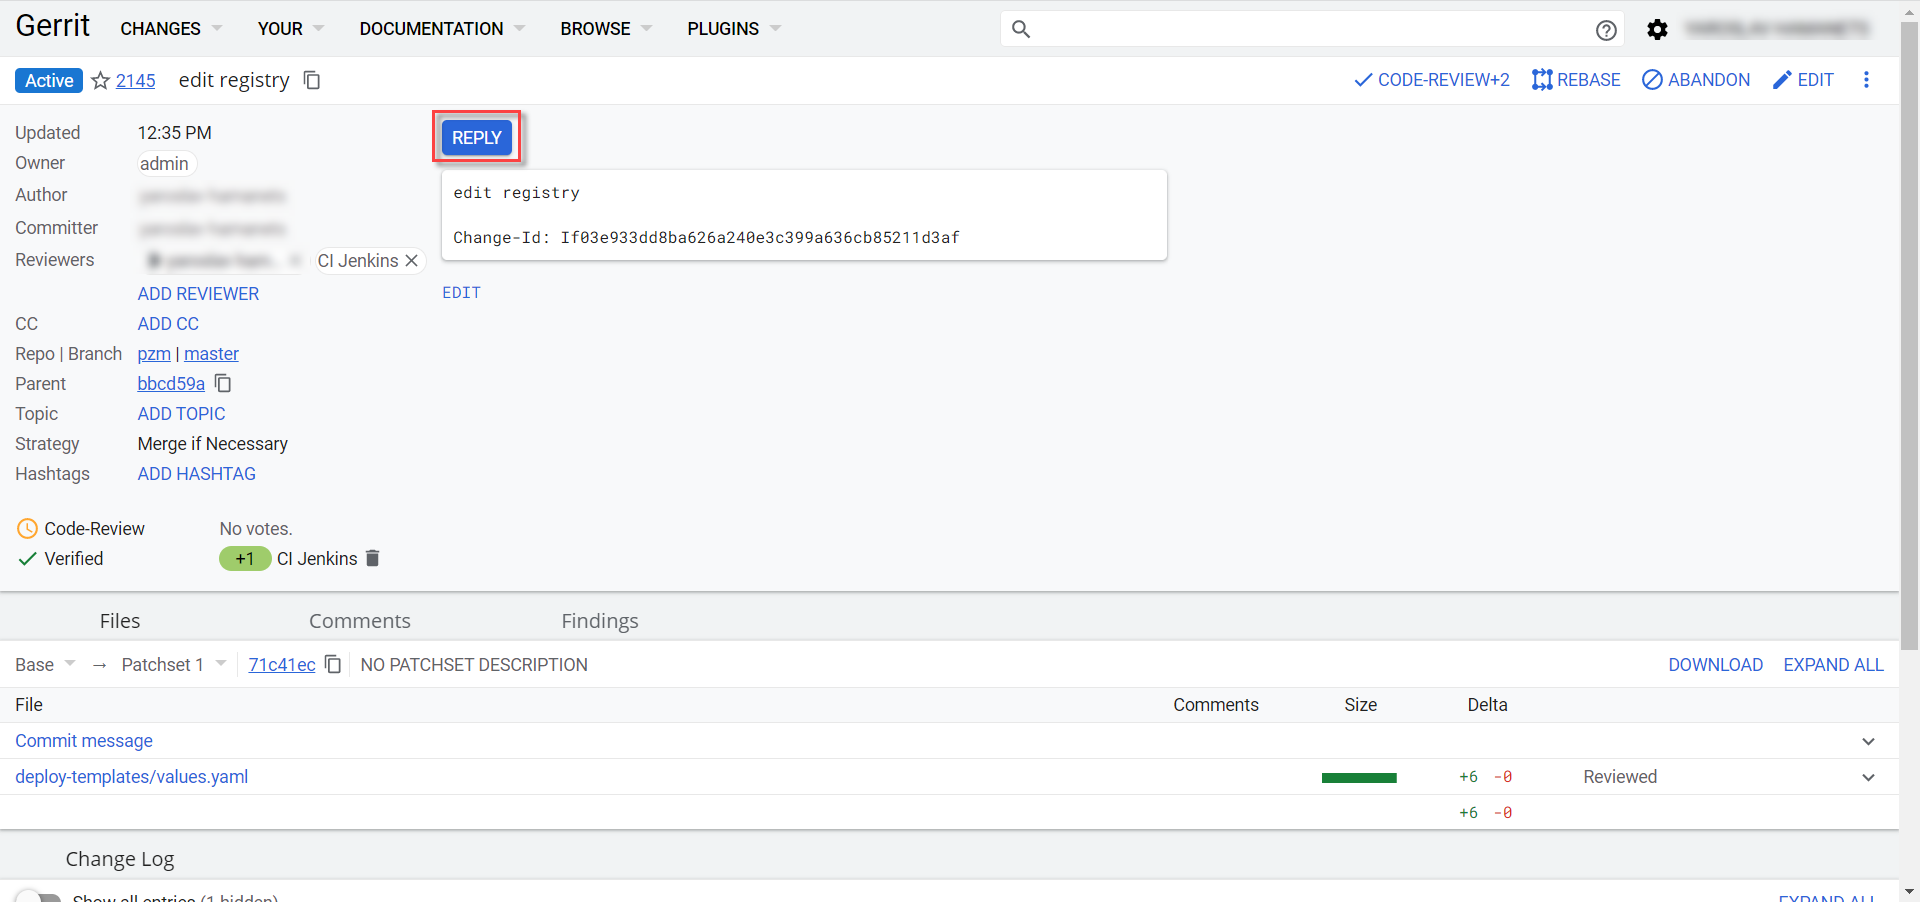 Gerrit CHANGES YOUR DOCUMENTATION BROWSE PLUGINS
Active 2145 edit registry CODE-REVIEW+2 REBASE ABANDON EDIT
Updated 12:35 PM
Owner admin
Author
Committer
Reviewers CI Jenkins
ADD REVIEWER
CC ADD CC
Repo | Branch pzm | master
Parent bbcd59a
Topic ADD TOPIC
Strategy Merge if Necessary
Hashtags ADD HASHTAG
REPLY
edit registry
Change-Id: If03e933dd8ba626a240e3c399a636cb85211d3af
EDIT
Code-Review No votes.
Verified +1 CI Jenkins
Files Comments Findings
Base → Patchset 1 71c41ec NO PATCHSET DESCRIPTION DOWNLOAD EXPAND ALL
File Comments Size Delta
Commit message
deploy-templates/values.yaml +6 -0 Reviewed
+6 -0
Change Log
Show all entries (1 hidden) EXPAND ALL